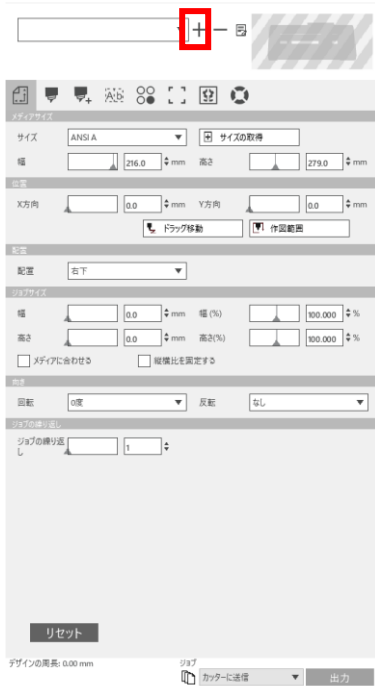 メディアサイズ
サイズ ANSI A サイズの取得
幅 216.0 mm 高さ 279.0 mm
位置
X方向 0.0 mm Y方向 0.0 mm
ドラッグ移動 作図範囲
配置
配置 右下
ジョブサイズ
幅 0.0 mm 幅 (%) 100.000 %
高さ 0.0 mm 高さ(%) 100.000 %
メディアに合わせる 縦横比を固定する
向き
回転 0度 反転 なし
ジョブの繰り返し
ジョブの繰り返 1
し
リセット
デザインの周長: 0.00 mm ジョブ
カッターに送信 出力